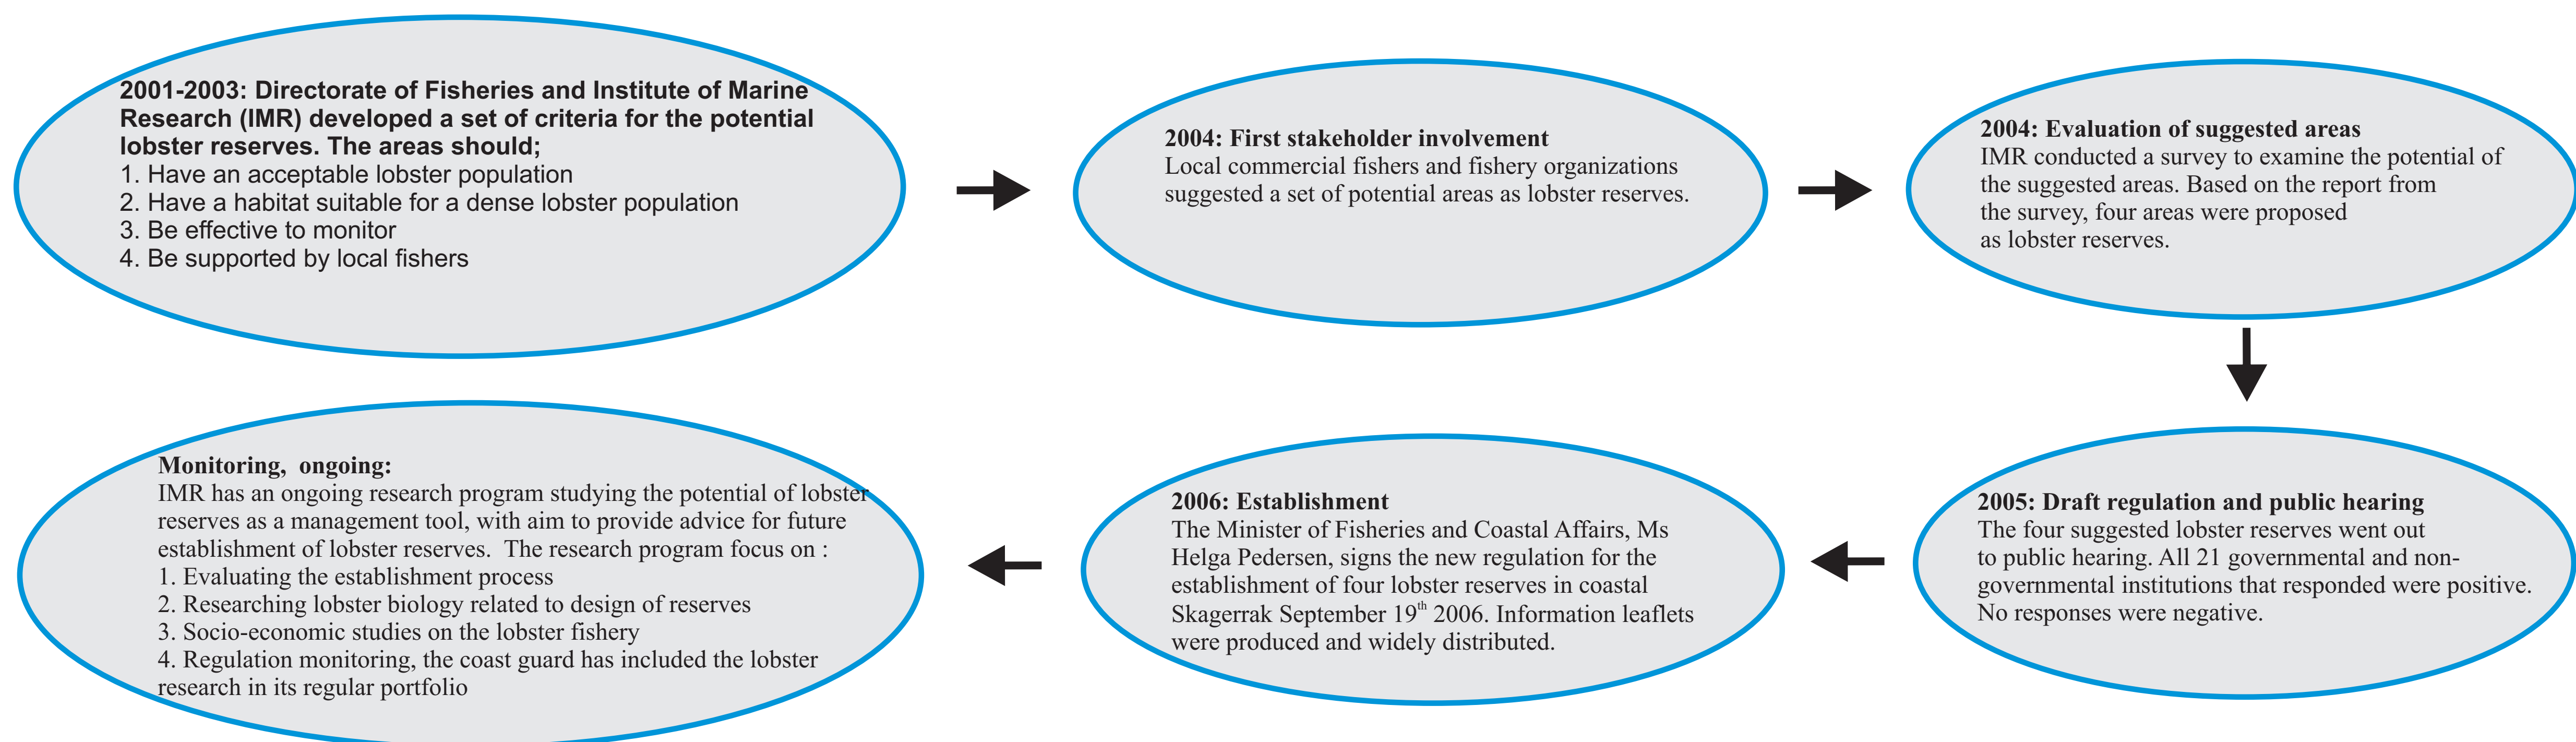 2001-2003: Directorate of Fisheries and Institute of Marine
Research (IMR) developed a set of criteria for the potential
lobster reserves. The areas should;
1. Have an acceptable lobster population
2. Have a habitat suitable for a dense lobster population
3. Be effective to monitor
4. Be supported by local fishers
2004: First stakeholder involvement
Local commercial fishers and fishery organizations
suggested a set of potential areas as lobster reserves.
2004: Evaluation of suggested areas
IMR conducted a survey to examine the potential of
the suggested areas. Based on the report from
the survey, four areas were proposed
as lobster reserves.
2005: Draft regulation and public hearing
The four suggested lobster reserves went out
to public hearing. All 21 governmental and non-
governmental institutions that responded were positive.
No responses were negative.
2006: Establishment
The Minister of Fisheries and Coastal Affairs, Ms
Helga Pedersen, signs the new regulation for the
establishment of four lobster reserves in coastal
Skagerrak September 19th 2006. Information leaflets
were produced and widely distributed.
Monitoring, ongoing:
IMR has an ongoing research program studying the potential of lobster
reserves as a management tool, with aim to provide advice for future
establishment of lobster reserves. The research program focus on :
1. Evaluating the establishment process
2. Researching lobster biology related to design of reserves
3. Socio-economic studies on the lobster fishery
4. Regulation monitoring, the coast guard has included the lobster
research in its regular portfolio